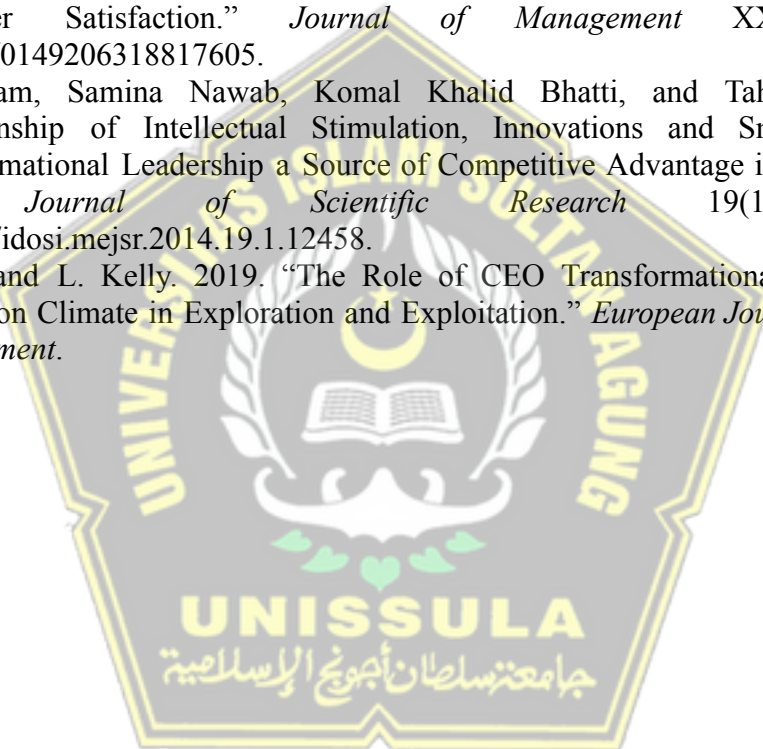 er Satisfaction.” Journal of Management XX
0149206318817605.
am, Samina Nawab, Komal Khalid Bhatti, and Tah
nship of Intellectual Stimulation, Innovations and Sm
mational Leadership a Source of Competitive Advantage i
Journal of Scientific Research 19(1
/idosi.mejsr.2014.19.1.12458.
and L. Kelly. 2019. “The Role of CEO Transformationa
on Climate in Exploration and Exploitation.” European Jou
ment.
UNIVERSITAS ISLAM SULTAN AGUNG
UNISSULA
جامعة سلطان أجونج الإسلامية